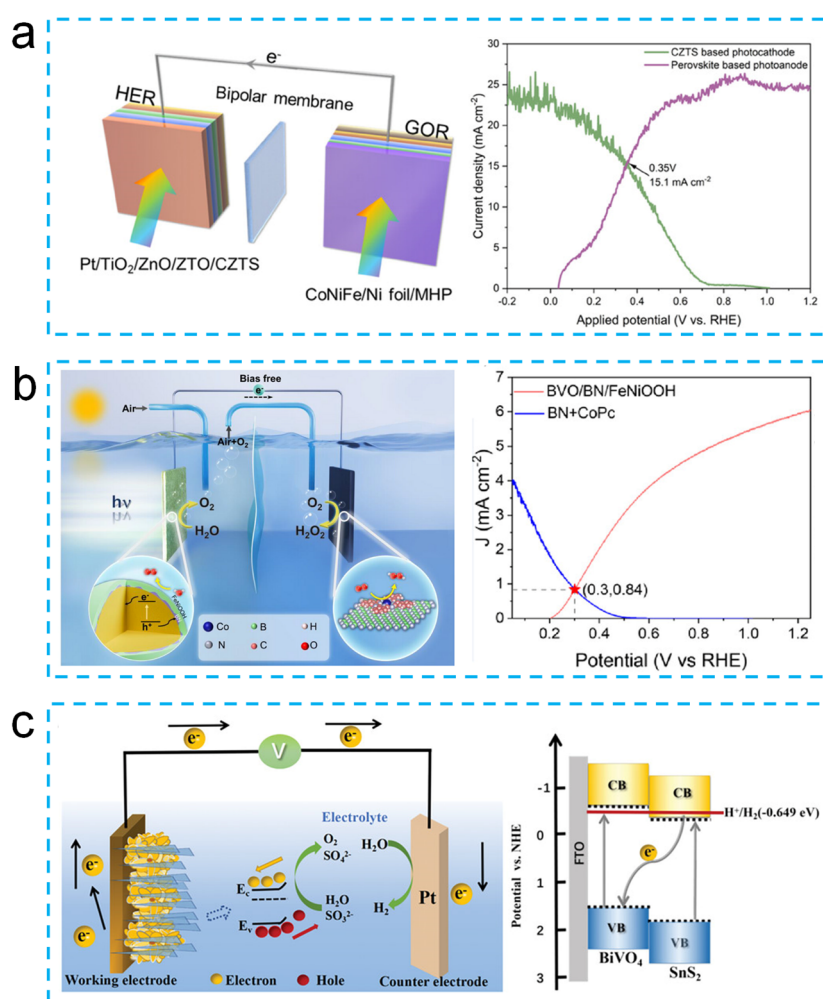 a
e⁻
HER
Bipolar membrane
GOR
Pt/TiO₂/ZnO/ZTO/CZTS
CoNiFe/Ni foil/MHP
CZTS based photocathode
Perovskite based photoanode
0.35V
15.1 mA cm⁻²
Current density (mA cm⁻²)
30
25
20
15
10
5
0
-0.2 0.0 0.2 0.4 0.6 0.8 1.0 1.2
Applied potential (V vs. RHE)
b
Bias free
e⁻
Air
Air+O₂
hν
hν
O₂
H₂O
O₂
H₂O₂
FeNiOOH
e⁻
h⁺
Co B H
N C O
BVO/BN/FeNiOOH
BN+CoPc
(0.3,0.84)
J (mA cm⁻²)
7
6
5
4
3
2
1
0
0.2 0.4 0.6 0.8 1.0 1.2
Potential (V vs RHE)
c
e⁻ e⁻
V
Electrolyte
O₂
SO₄²⁻
H₂O
E꜀
Eᵥ
H₂O
SO₃²⁻
H₂
Pt
e⁻
e⁻
e⁻
Working electrode
Electron
Hole
Counter electrode
Potential vs. NHE
-1
0
1
2
3
FTO
CB
CB
H⁺/H₂(-0.649 eV)
e⁻
VB
VB
BiVO₄
SnS₂